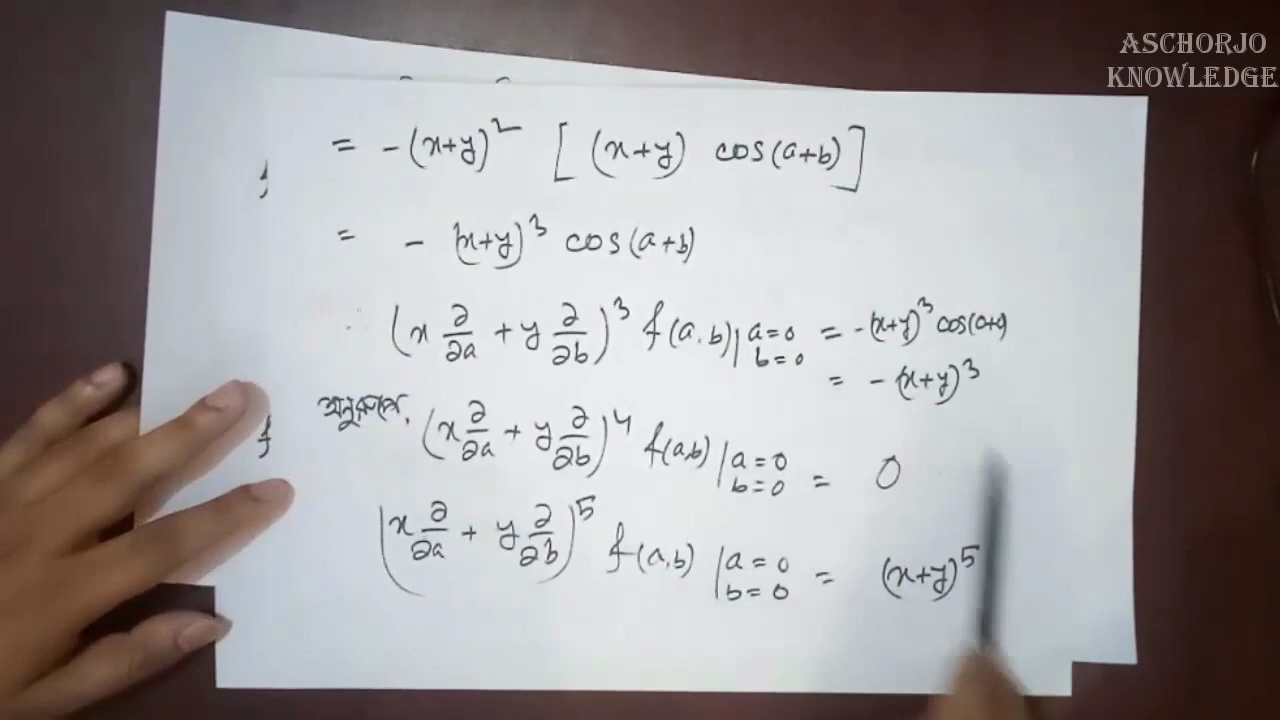 ASCHORJO
KNOWLEDGE
= -(x+y)² [(x+y) cos(a+b)]
= - (x+y)³ cos(a+b)
(x ∂/∂a + y ∂/∂b)³ f(a,b)|a=0 b=0 = -(x+y)³ cos(0+0)
= -(x+y)³
অনুরূপে, (x ∂/∂a + y ∂/∂b)⁴ f(a,b)|a=0 b=0 = 0
(x ∂/∂a + y ∂/∂b)⁵ f(a,b)|a=0 b=0 = (x+y)⁵